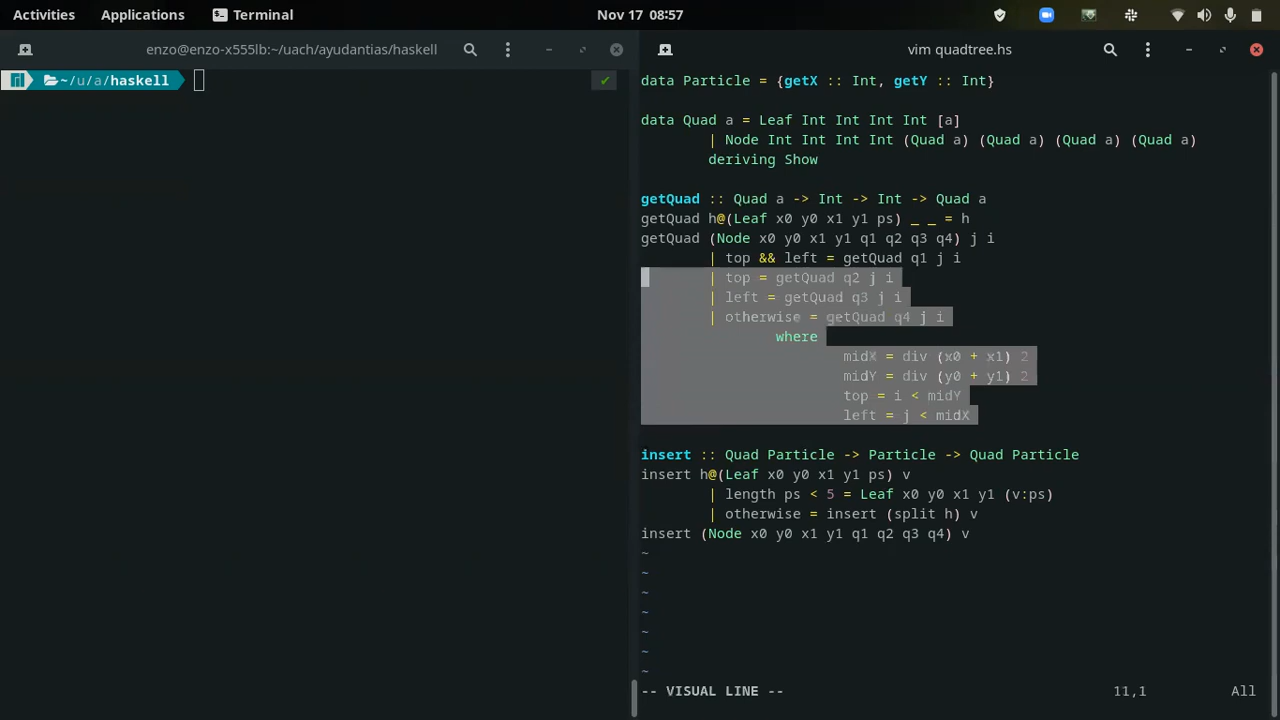 Activities Applications Terminal Nov 17 08:57
enzo@enzo-x555lb:~/uach/ayudantias/haskell
~/u/a/haskell
vim quadtree.hs
data Particle = {getX :: Int, getY :: Int}
data Quad a = Leaf Int Int Int Int [a]
| Node Int Int Int Int (Quad a) (Quad a) (Quad a) (Quad a)
deriving Show
getQuad :: Quad a -> Int -> Int -> Quad a
getQuad h@(Leaf x0 y0 x1 y1 ps) _ _ = h
getQuad (Node x0 y0 x1 y1 q1 q2 q3 q4) j i
| top && left = getQuad q1 j i
| top = getQuad q2 j i
| left = getQuad q3 j i
| otherwise = getQuad q4 j i
where
midX = div (x0 + x1) 2
midY = div (y0 + y1) 2
top = i < midY
left = j < midX
insert :: Quad Particle -> Particle -> Quad Particle
insert h@(Leaf x0 y0 x1 y1 ps) v
| length ps < 5 = Leaf x0 y0 x1 y1 (v:ps)
| otherwise = insert (split h) v
insert (Node x0 y0 x1 y1 q1 q2 q3 q4) v
~
~
~
~
~
~
~
-- VISUAL LINE -- 11,1 All